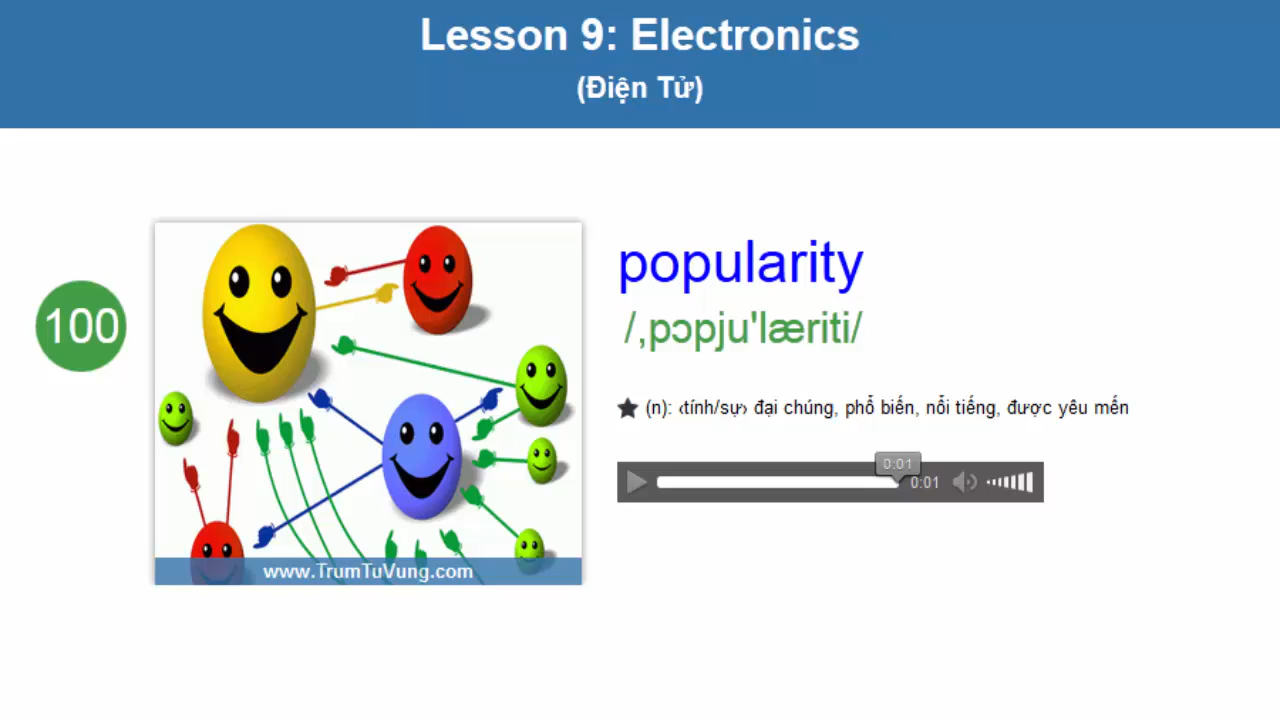 Lesson 9: Electronics
(Điện Tử)
100
popularity
/,pɔpju'læriti/
(n): ‹tính/sự› đại chúng, phổ biến, nổi tiếng, được yêu mến
0:01
0:01
www.TrumTuVung.com